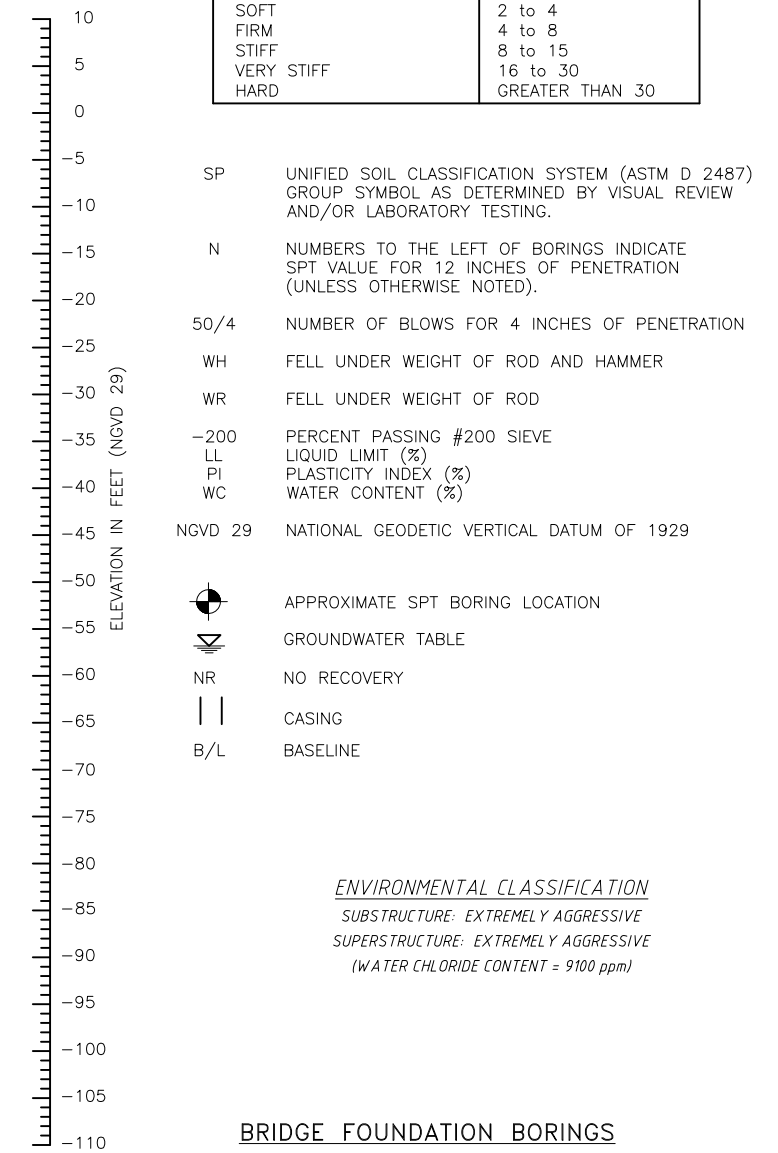 SOFT 2 to 4
FIRM 4 to 8
STIFF 8 to 15
VERY STIFF 16 to 30
HARD GREATER THAN 30
SP UNIFIED SOIL CLASSIFICATION SYSTEM (ASTM D 2487)
GROUP SYMBOL AS DETERMINED BY VISUAL REVIEW
AND/OR LABORATORY TESTING.
N NUMBERS TO THE LEFT OF BORINGS INDICATE
SPT VALUE FOR 12 INCHES OF PENETRATION
(UNLESS OTHERWISE NOTED).
50/4 NUMBER OF BLOWS FOR 4 INCHES OF PENETRATION
WH FELL UNDER WEIGHT OF ROD AND HAMMER
WR FELL UNDER WEIGHT OF ROD
-200 PERCENT PASSING #200 SIEVE
LL LIQUID LIMIT (%)
PI PLASTICITY INDEX (%)
WC WATER CONTENT (%)
NGVD 29 NATIONAL GEODETIC VERTICAL DATUM OF 1929
APPROXIMATE SPT BORING LOCATION
GROUNDWATER TABLE
NR NO RECOVERY
CASING
B/L BASELINE
ENVIRONMENTAL CLASSIFICATION
SUBSTRUCTURE: EXTREMELY AGGRESSIVE
SUPERSTRUCTURE: EXTREMELY AGGRESSIVE
(WATER CHLORIDE CONTENT = 9100 ppm)
BRIDGE FOUNDATION BORINGS
ELEVATION IN FEET (NGVD 29)
10
5
0
-5
-10
-15
-20
-25
-30
-35
-40
-45
-50
-55
-60
-65
-70
-75
-80
-85
-90
-95
-100
-105
-110